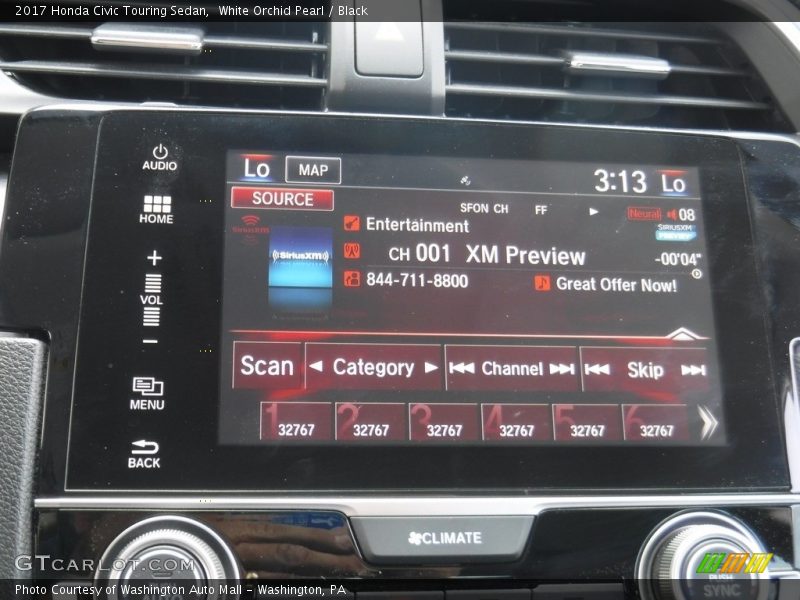 2017 Honda Civic Touring Sedan,  White Orchid Pearl / Black
AUDIO
HOME
+
VOL
−
MENU
BACK
Lo MAP 3:13 Lo
SOURCE SFON CH FF Neural 08
SiriusXM Entertainment SIRIUSXM PREVIEW
((SiriusXM)) CH 001 XM Preview -00'04"
844-711-8800 Great Offer Now!
Scan Category Channel Skip
1 32767 2 32767 3 32767 4 32767 5 32767 6 32767
CLIMATE
PUSH
SYNC
GTCARLOT.COM
Photo Courtesy of Washington Auto Mall - Washington, PA